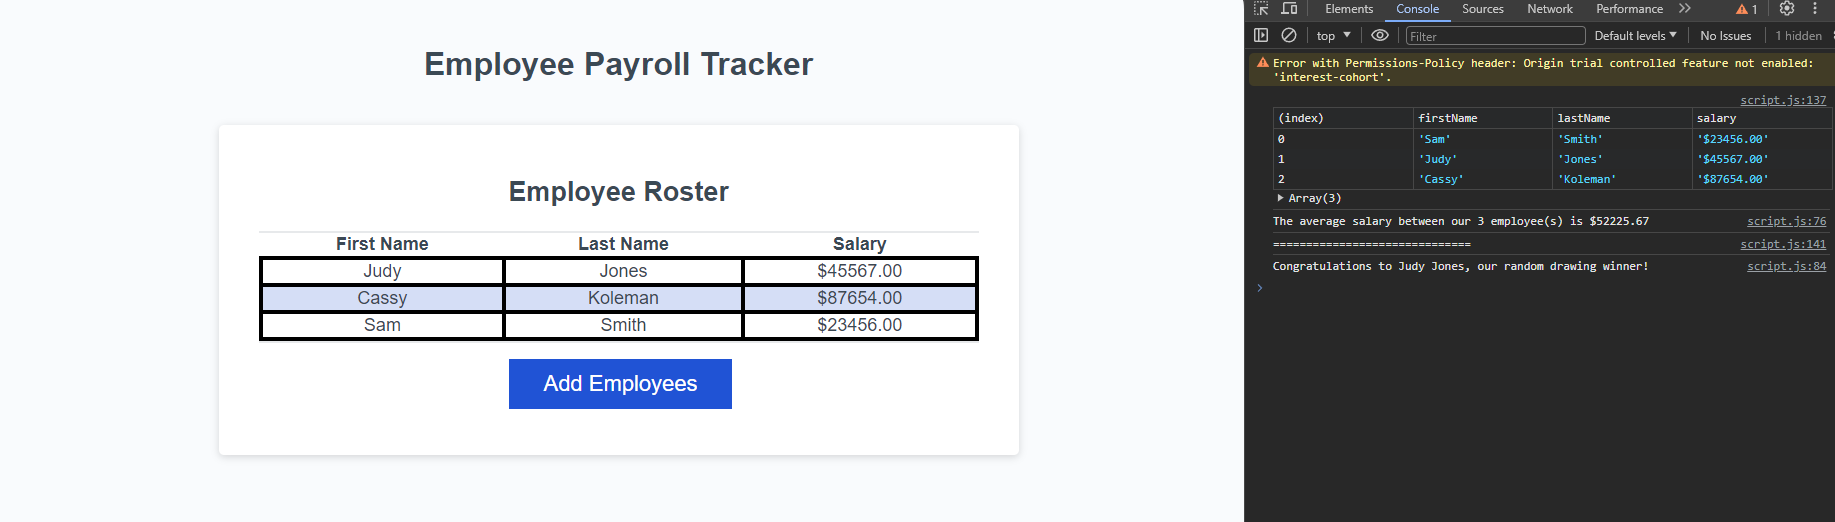 Employee Payroll Tracker
Employee Roster
First Name Last Name Salary
Judy Jones $45567.00
Cassy Koleman $87654.00
Sam Smith $23456.00
Add Employees
Elements Console Sources Network Performance 1
top Filter Default levels No Issues 1 hidden
Error with Permissions-Policy header: Origin trial controlled feature not enabled:
'interest-cohort'.
script.js:137
(index) firstName lastName salary
0 'Sam' 'Smith' '$23456.00'
1 'Judy' 'Jones' '$45567.00'
2 'Cassy' 'Koleman' '$87654.00'
Array(3)
The average salary between our 3 employee(s) is $52225.67 script.js:76
============================== script.js:141
Congratulations to Judy Jones, our random drawing winner! script.js:84